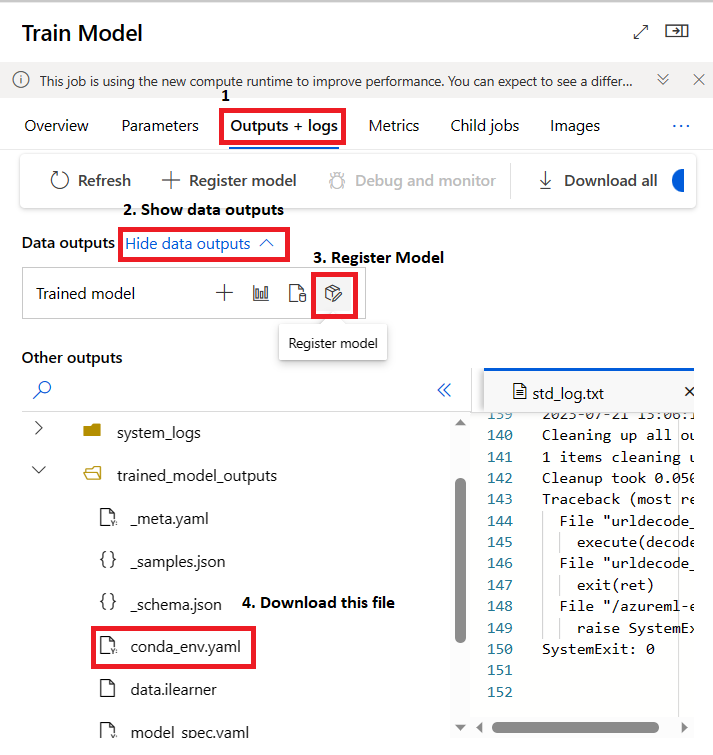 Train Model
This job is using the new compute runtime to improve performance. You can expect to see a differ...
1
Overview Parameters Outputs + logs Metrics Child jobs Images ...
Refresh Register model Debug and monitor Download all
2. Show data outputs
Data outputs Hide data outputs
3. Register Model
Trained model
Register model
Other outputs
std_log.txt
system_logs
trained_model_outputs
_meta.yaml
_samples.json
_schema.json
4. Download this file
conda_env.yaml
data.ilearner
model_spec.yaml
139 2023-07-21 13:06:1
140 Cleaning up all ou
141 1 items cleaning u
142 Cleanup took 0.050
143 Traceback (most re
144 File "urldecode_
145 execute(decode
146 File "urldecode_
147 exit(ret)
148 File "/azureml-e
149 raise SystemEx
150 SystemExit: 0
151
152